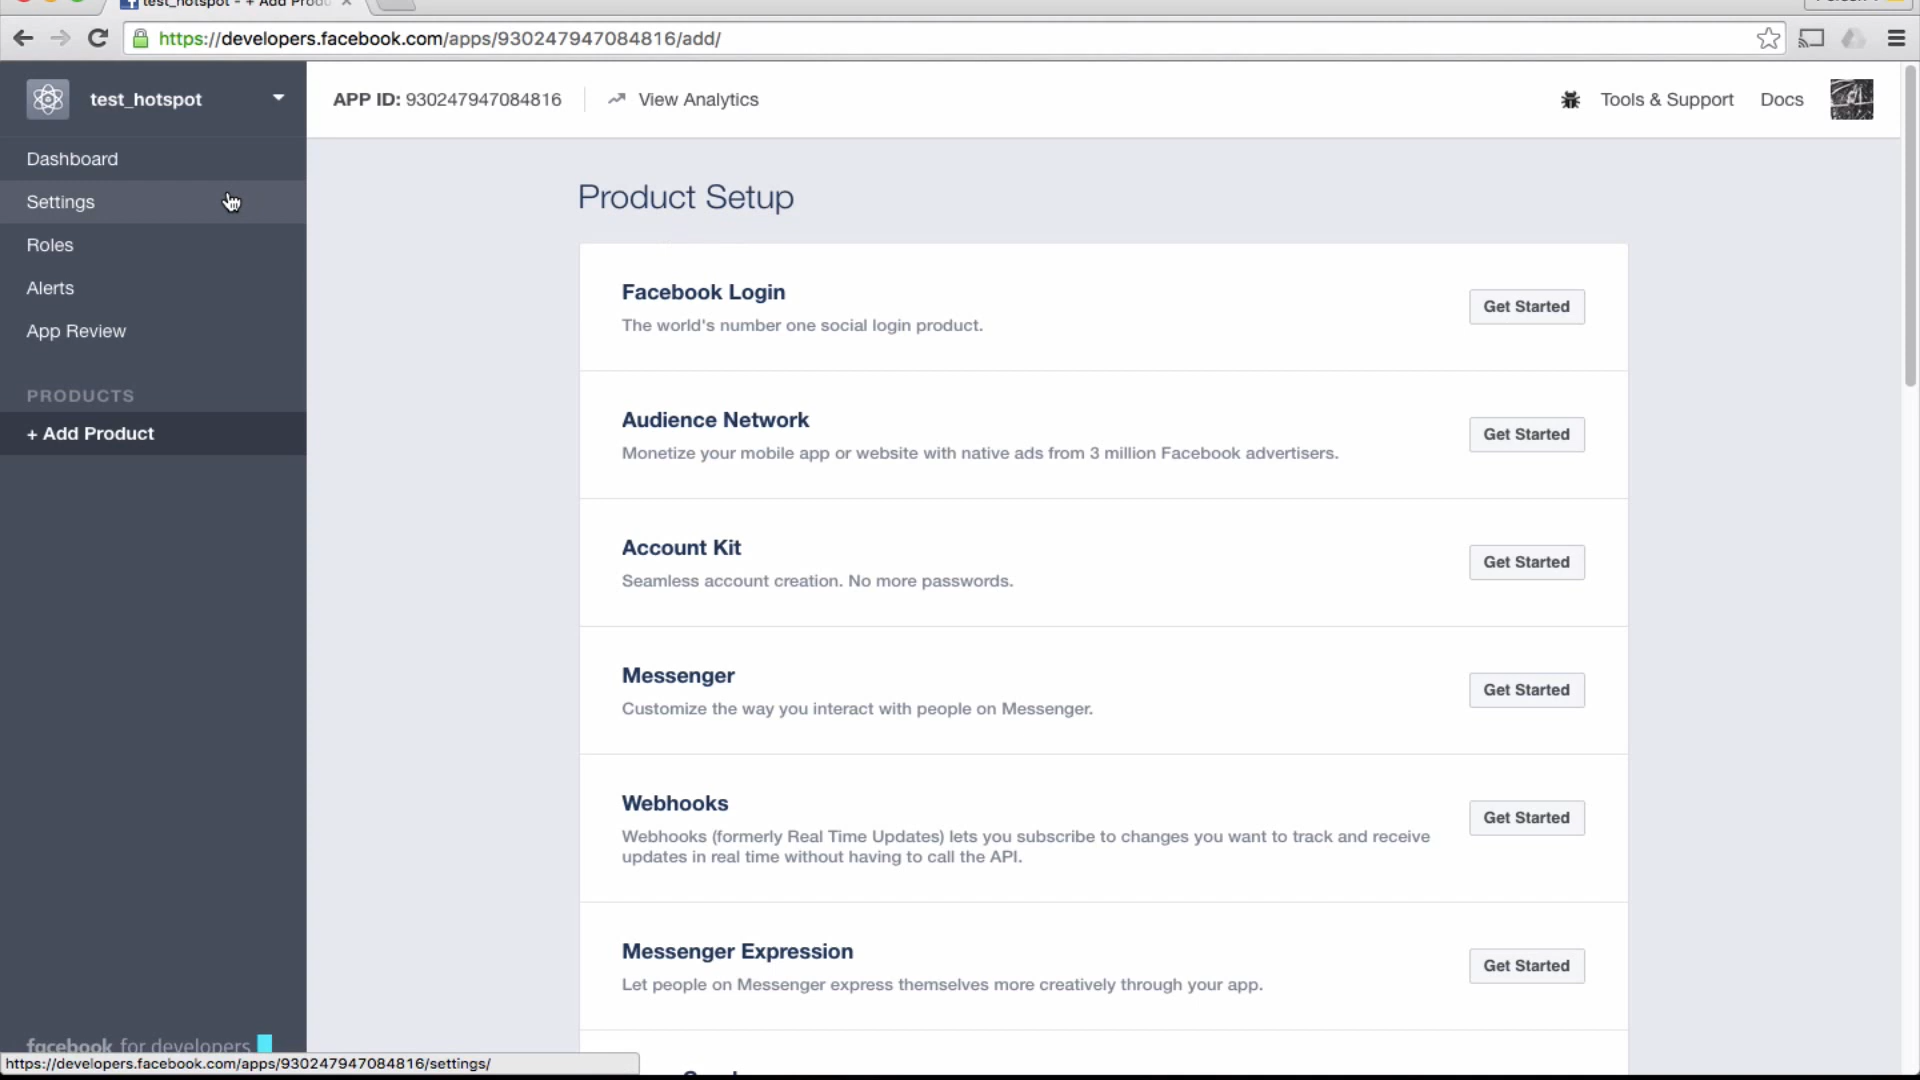 test_hotspot - + Add Produ
https://developers.facebook.com/apps/930247947084816/add/
test_hotspot
APP ID: 930247947084816
View Analytics
Tools & Support
Docs
Dashboard
Settings
Roles
Alerts
App Review
PRODUCTS
+ Add Product
Product Setup
Facebook Login
The world's number one social login product.
Get Started
Audience Network
Monetize your mobile app or website with native ads from 3 million Facebook advertisers.
Get Started
Account Kit
Seamless account creation. No more passwords.
Get Started
Messenger
Customize the way you interact with people on Messenger.
Get Started
Webhooks
Webhooks (formerly Real Time Updates) lets you subscribe to changes you want to track and receive
updates in real time without having to call the API.
Get Started
Messenger Expression
Let people on Messenger express themselves more creatively through your app.
Get Started
facebook for developers
https://developers.facebook.com/apps/930247947084816/settings/